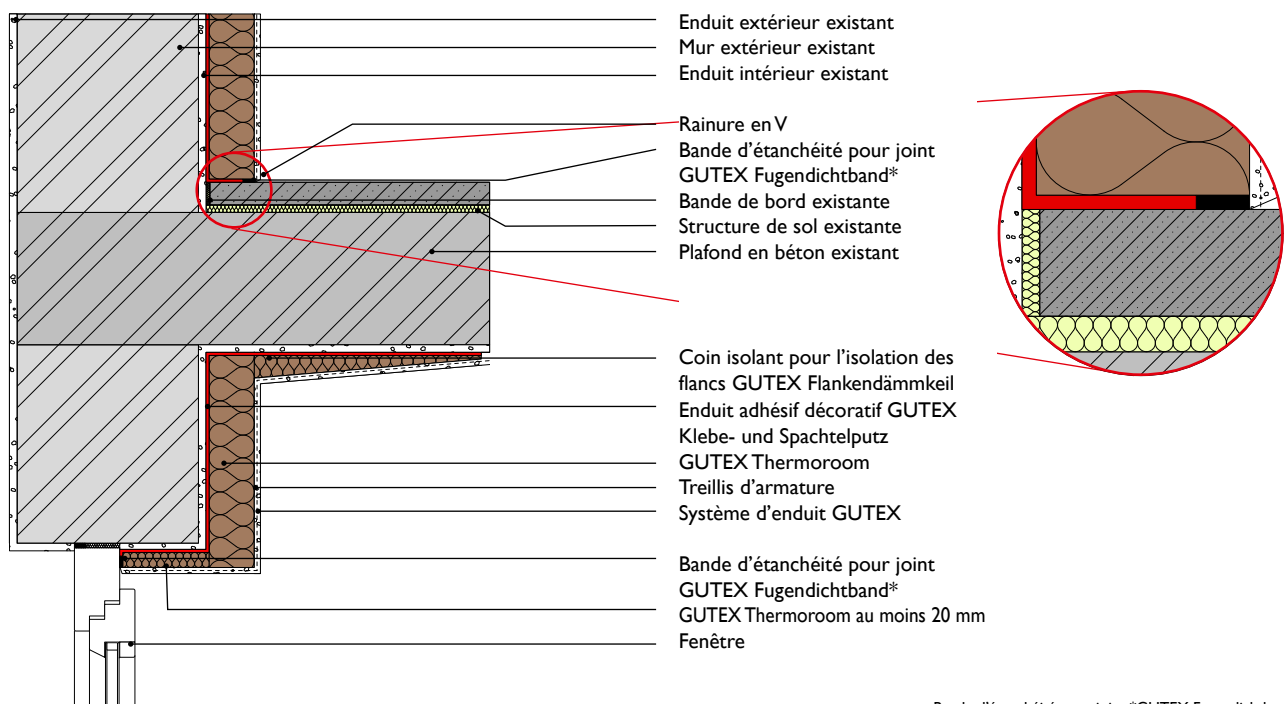 Enduit extérieur existant
Mur extérieur existant
Enduit intérieur existant
Rainure en V
Bande d'étanchéité pour joint
GUTEX Fugendichtband*
Bande de bord existante
Structure de sol existante
Plafond en béton existant
Coin isolant pour l'isolation des
flancs GUTEX Flankendämmkeil
Enduit adhésif décoratif GUTEX
Klebe- und Spachtelputz
GUTEX Thermoroom
Treillis d'armature
Système d'enduit GUTEX
Bande d'étanchéité pour joint
GUTEX Fugendichtband*
GUTEX Thermoroom au moins 20 mm
Fenêtre